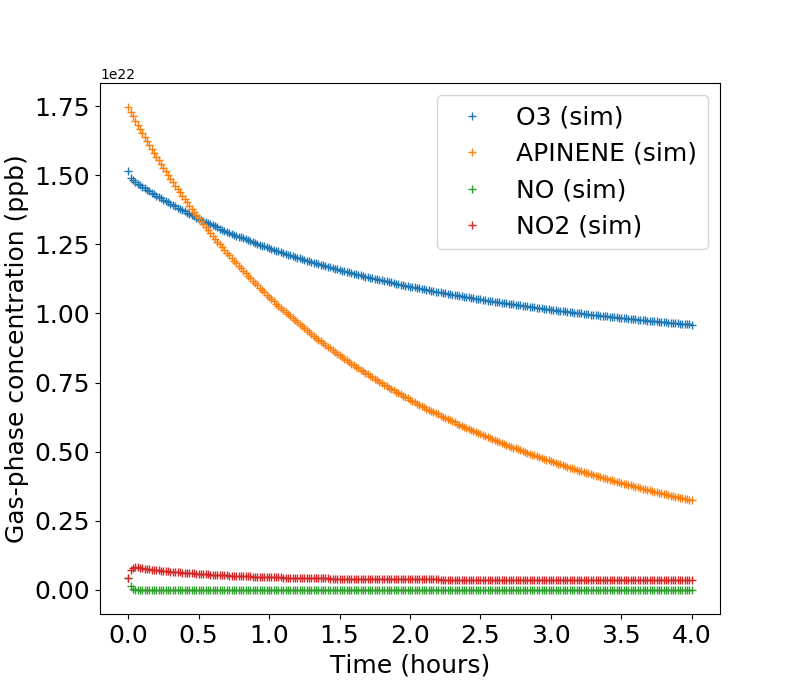 1e22
1.75
1.50
1.25
1.00
0.75
0.50
0.25
0.00
Gas-phase concentration (ppb)
O3 (sim)
APINENE (sim)
NO (sim)
NO2 (sim)
0.0 0.5 1.0 1.5 2.0 2.5 3.0 3.5 4.0
Time (hours)